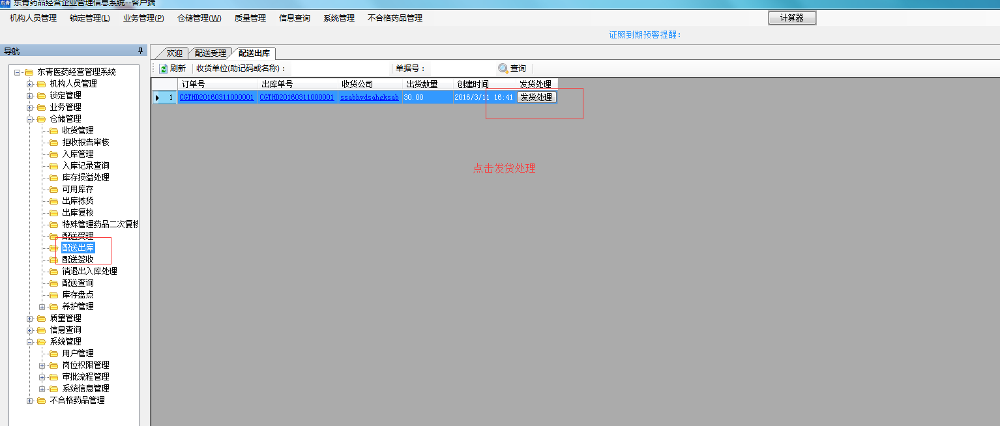 东青药品经营企业管理信息系统--客户端
机构人员管理 锁定管理(L) 业务管理(P) 仓储管理(W) 质量管理 信息查询 系统管理 不合格药品管理 计算器
证照到期预警提醒：
导航
欢迎 配送受理 配送出库
刷新 收货单位(助记码或名称)： 单据号： 查询
订单号 出库单号 收货公司 出货数量 创建时间 发货处理
1 CGTHD20160311000001 CGTHD20160311000001 ssabhvdsahgksab 30.00 2016/3/11 16:41 发货处理
点击发货处理
东青医药经营管理系统
机构人员管理
锁定管理
业务管理
仓储管理
收货管理
拒收报告审核
入库管理
入库记录查询
库存损溢处理
可用库存
出库拣货
出库复核
特殊管理药品二次复核
配送受理
配送出库
配送签收
销退出入库处理
配送查询
库存盘点
养护管理
质量管理
信息查询
系统管理
用户管理
岗位权限管理
审批流程管理
系统信息管理
不合格药品管理